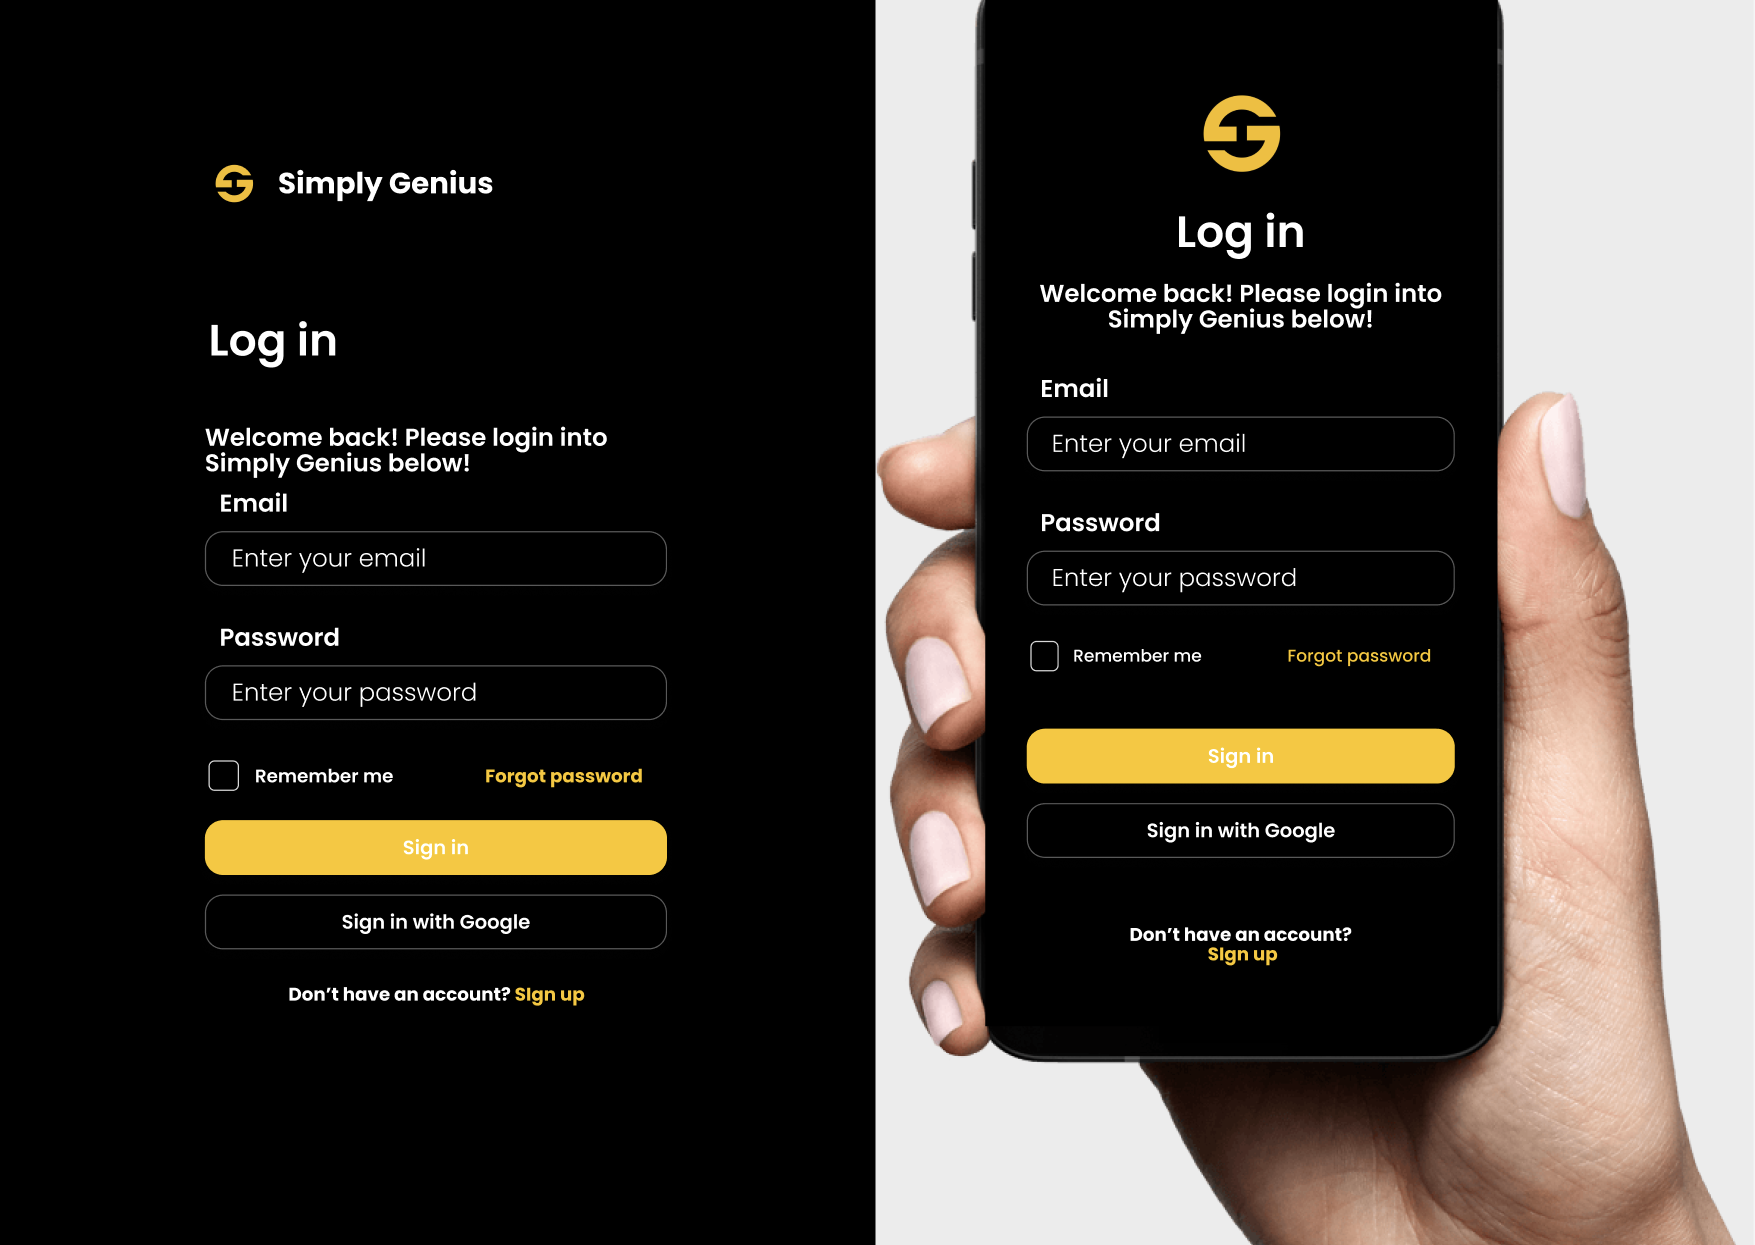 Simply Genius
Log in
Welcome back! Please login into
Simply Genius below!
Email
Enter your email
Password
Enter your password
Remember me
Forgot password
Sign in
Sign in with Google
Don’t have an account? SIgn up
Log in
Welcome back! Please login into
Simply Genius below!
Email
Enter your email
Password
Enter your password
Remember me
Forgot password
Sign in
Sign in with Google
Don’t have an account?
SIgn up